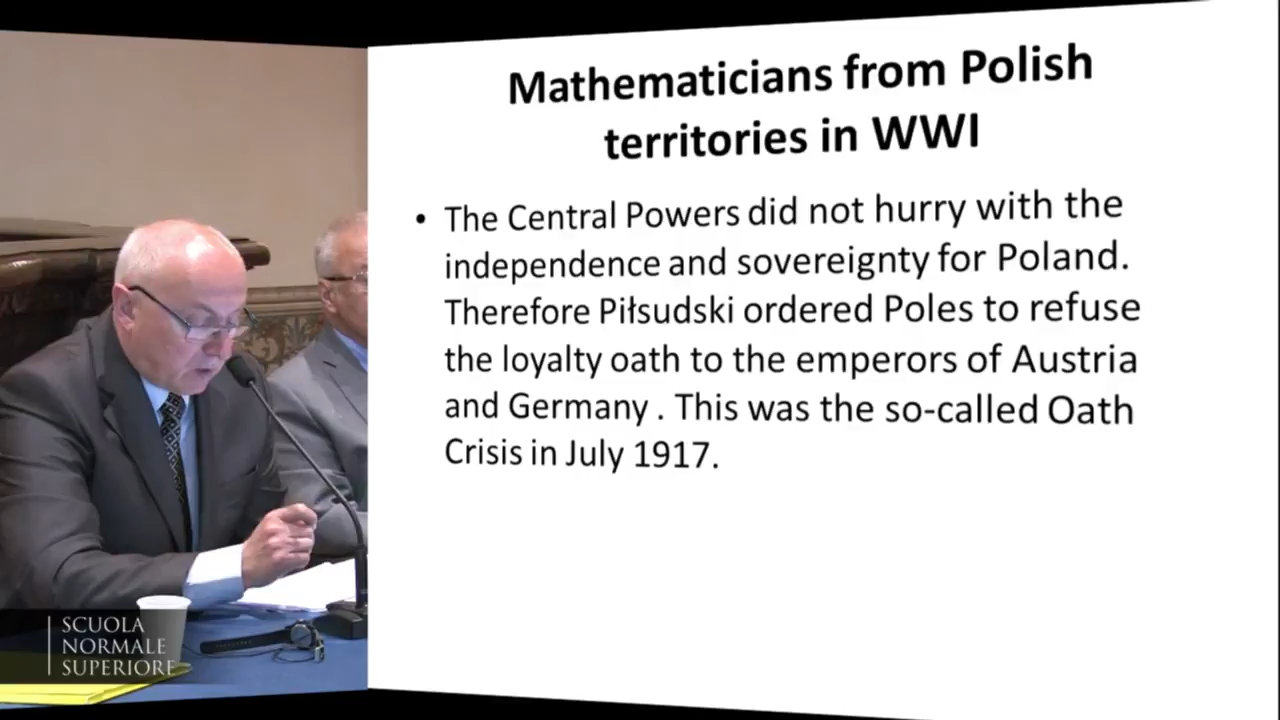 Mathematicians from Polish
territories in WWI
• The Central Powers did not hurry with the
independence and sovereignty for Poland.
Therefore Piłsudski ordered Poles to refuse
the loyalty oath to the emperors of Austria
and Germany . This was the so-called Oath
Crisis in July 1917.
SCUOLA
NORMALE
SUPERIORE